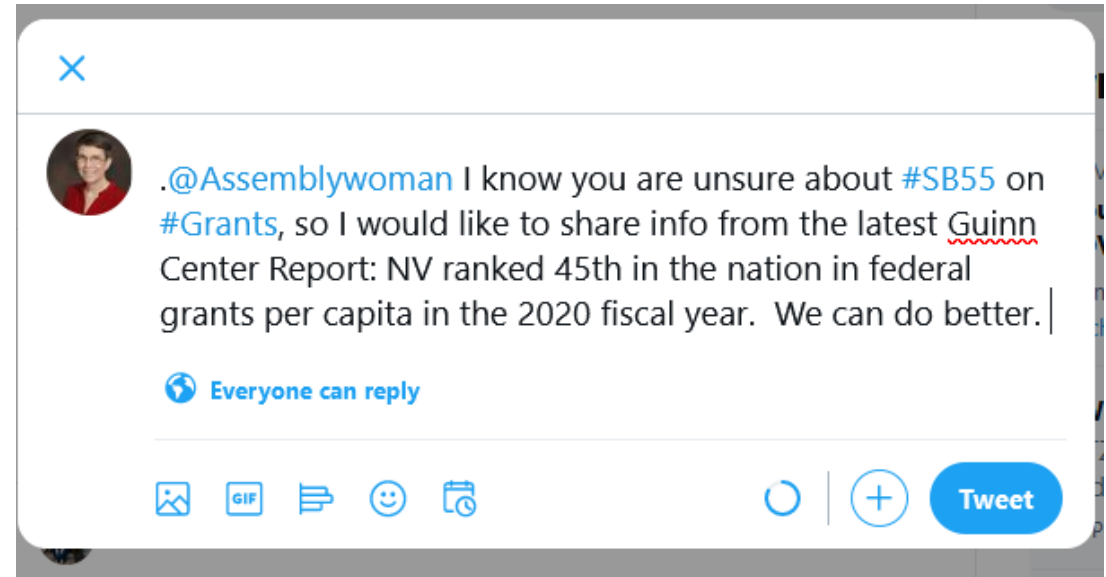 .@Assemblywoman I know you are unsure about #SB55 on
#Grants, so I would like to share info from the latest Guinn
Center Report: NV ranked 45th in the nation in federal
grants per capita in the 2020 fiscal year.  We can do better.
Everyone can reply
GIF
Tweet